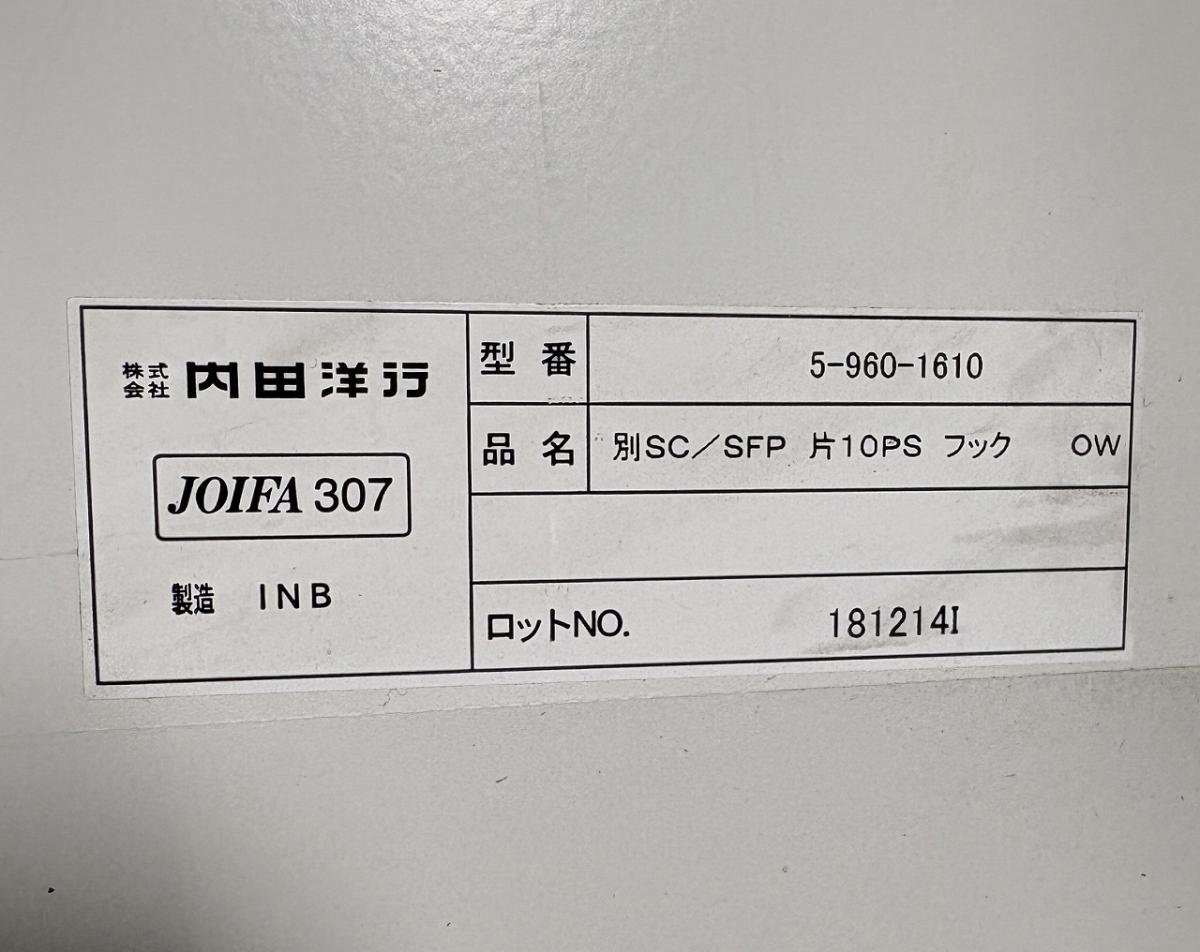 株式会社 内田洋行
JOIFA 307
製造 INB
型番 5-960-1610
品名 別SC／SFP 片10PS フック OW
ロットNO. 181214I